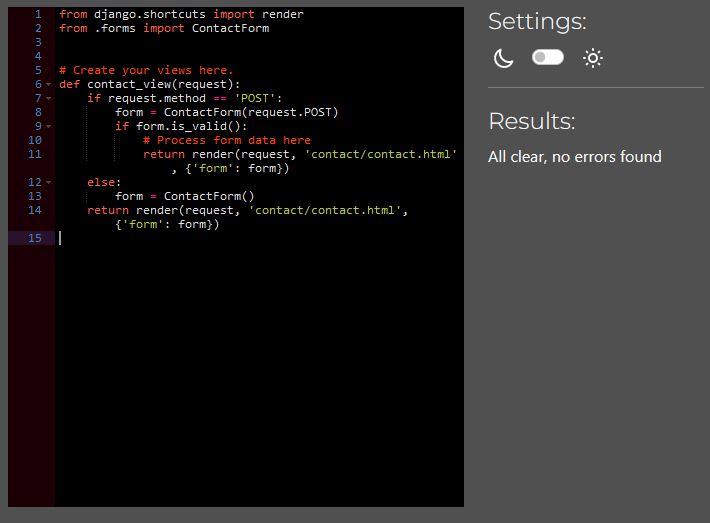 1 from django.shortcuts import render
2 from .forms import ContactForm
3
4
5 # Create your views here.
6 def contact_view(request):
7     if request.method == 'POST':
8         form = ContactForm(request.POST)
9         if form.is_valid():
10             # Process form data here
11             return render(request, 'contact/contact.html'
                , {'form': form})
12     else:
13         form = ContactForm()
14     return render(request, 'contact/contact.html',
        {'form': form})
15
Settings:
Results:
All clear, no errors found